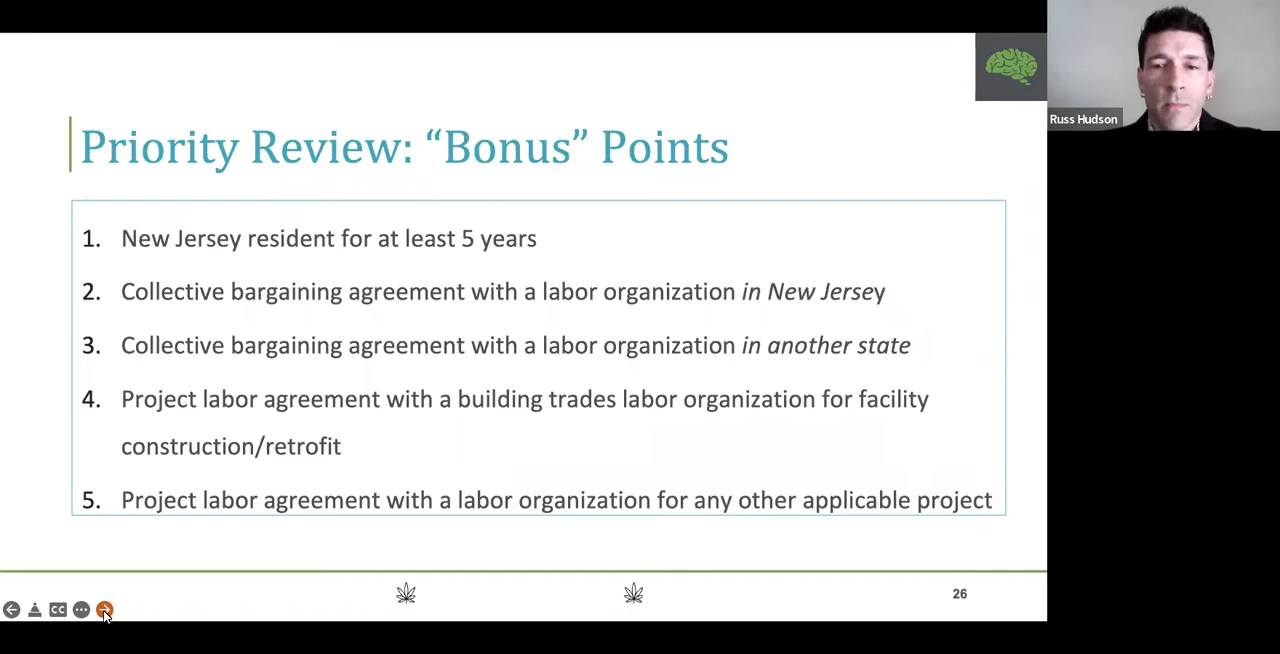 Priority Review: “Bonus” Points
1. New Jersey resident for at least 5 years
2. Collective bargaining agreement with a labor organization in New Jersey
3. Collective bargaining agreement with a labor organization in another state
4. Project labor agreement with a building trades labor organization for facility
construction/retrofit
5. Project labor agreement with a labor organization for any other applicable project
26
CC
Russ Hudson